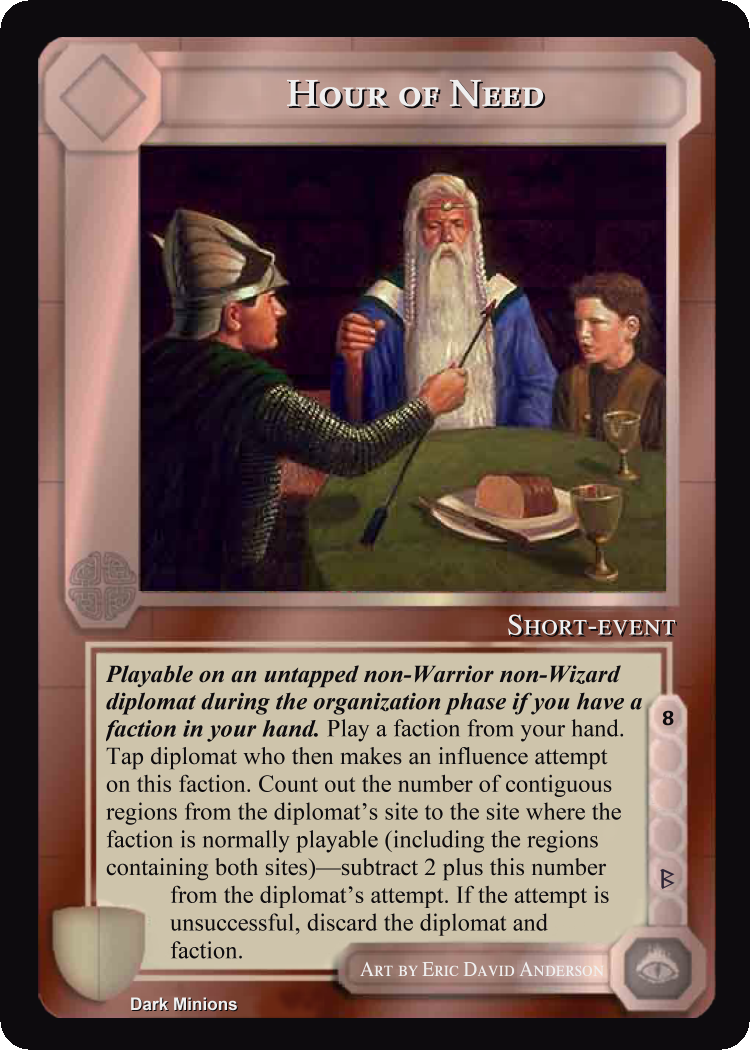 Hour of Need
Short-event
Playable on an untapped non-Warrior non-Wizard
diplomat during the organization phase if you have a
faction in your hand. Play a faction from your hand.
Tap diplomat who then makes an influence attempt
on this faction. Count out the number of contiguous
regions from the diplomat's site to the site where the
faction is normally playable (including the regions
containing both sites)—subtract 2 plus this number
from the diplomat's attempt. If the attempt is
unsuccessful, discard the diplomat and
faction.
8
ᛒ
Art by Eric David Anderson
Dark Minions